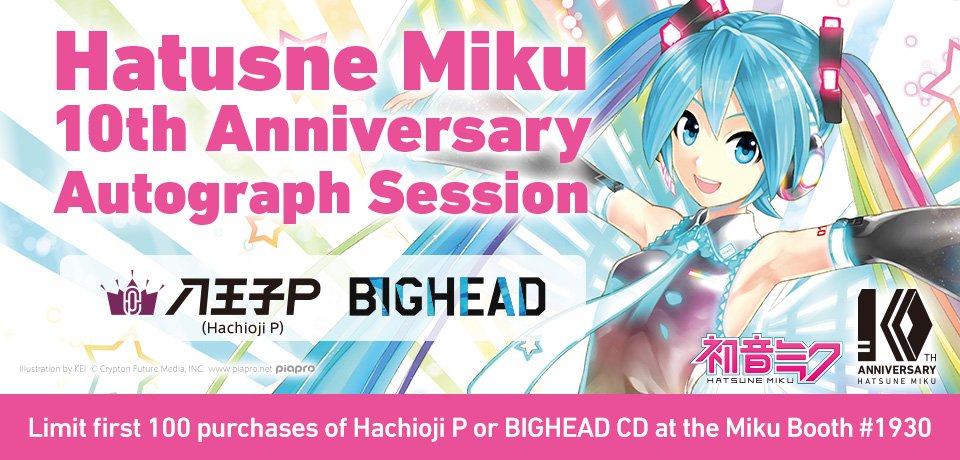 Hatusne Miku
10th Anniversary
Autograph Session
八王子P
(Hachioji P)
BIGHEAD
Illustration by KEI © Crypton Future Media, INC. www.piapro.net piapro
初音ミク
HATSUNE MIKU
10TH
ANNIVERSARY
HATSUNE MIKU
Limit first 100 purchases of Hachioji P or BIGHEAD CD at the Miku Booth #1930